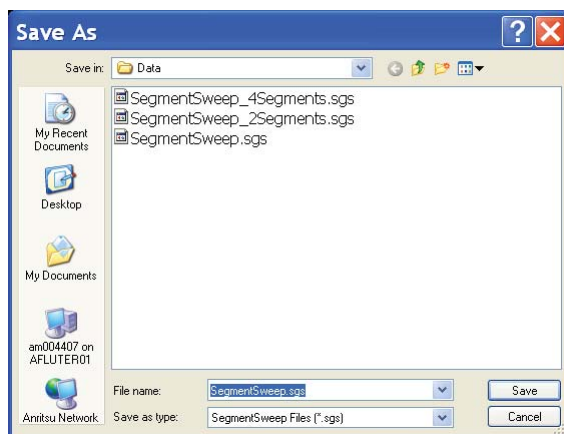 Save As
Save in: Data
SegmentSweep_4Segments.sgs
SegmentSweep_2Segments.sgs
SegmentSweep.sgs
My Recent
Documents
Desktop
My Documents
am004407 on
AFLUTER01
Anritsu Network
File name: SegmentSweep.sgs Save
Save as type: SegmentSweep Files (*.sgs) Cancel